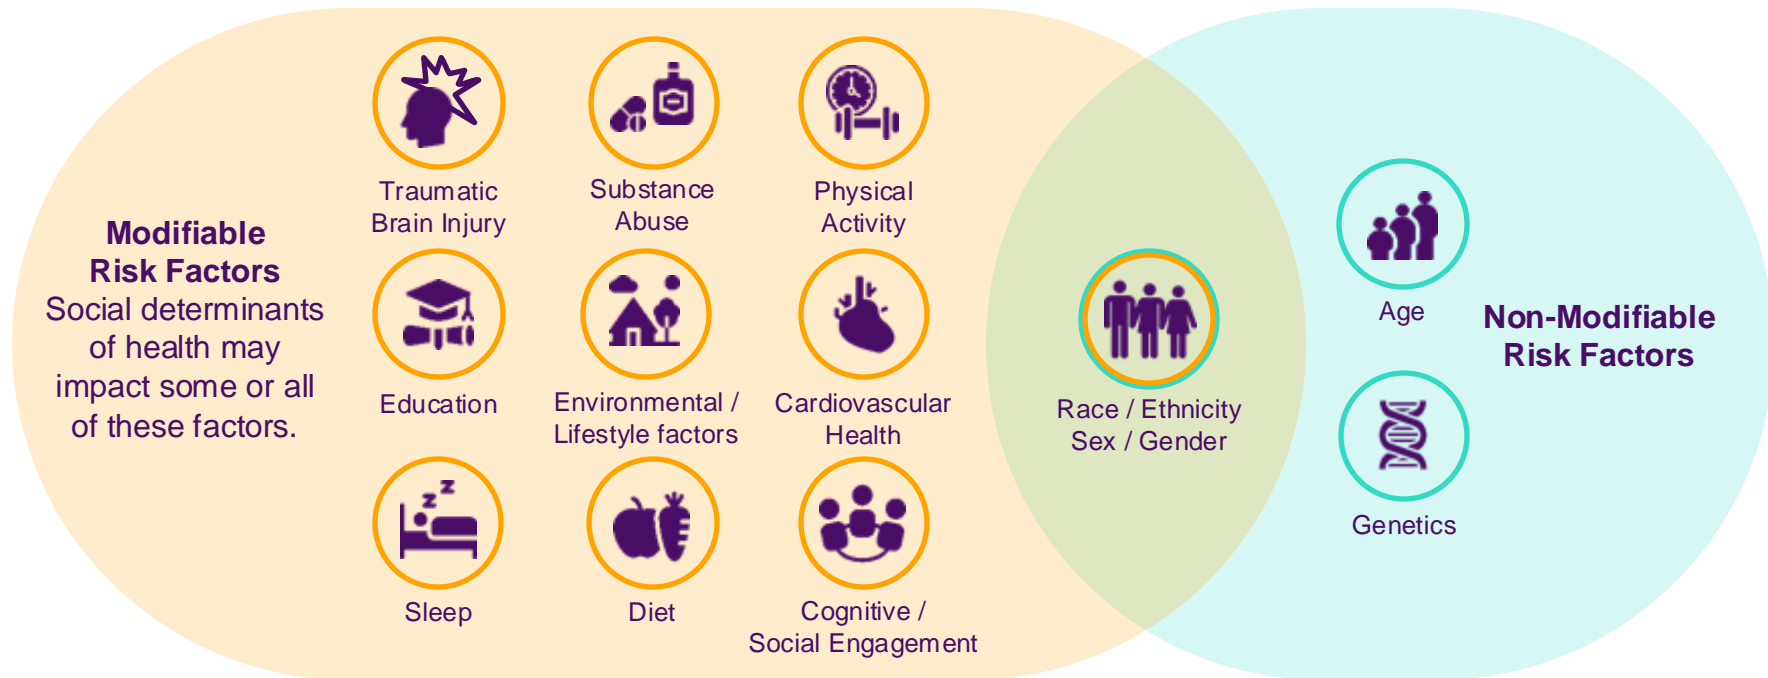 Modifiable
Risk Factors
Social determinants
of health may
impact some or all
of these factors.
Traumatic
Brain Injury
Substance
Abuse
Physical
Activity
Education
Environmental /
Lifestyle factors
Cardiovascular
Health
Sleep
Diet
Cognitive /
Social Engagement
Race / Ethnicity
Sex / Gender
Age
Genetics
Non-Modifiable
Risk Factors